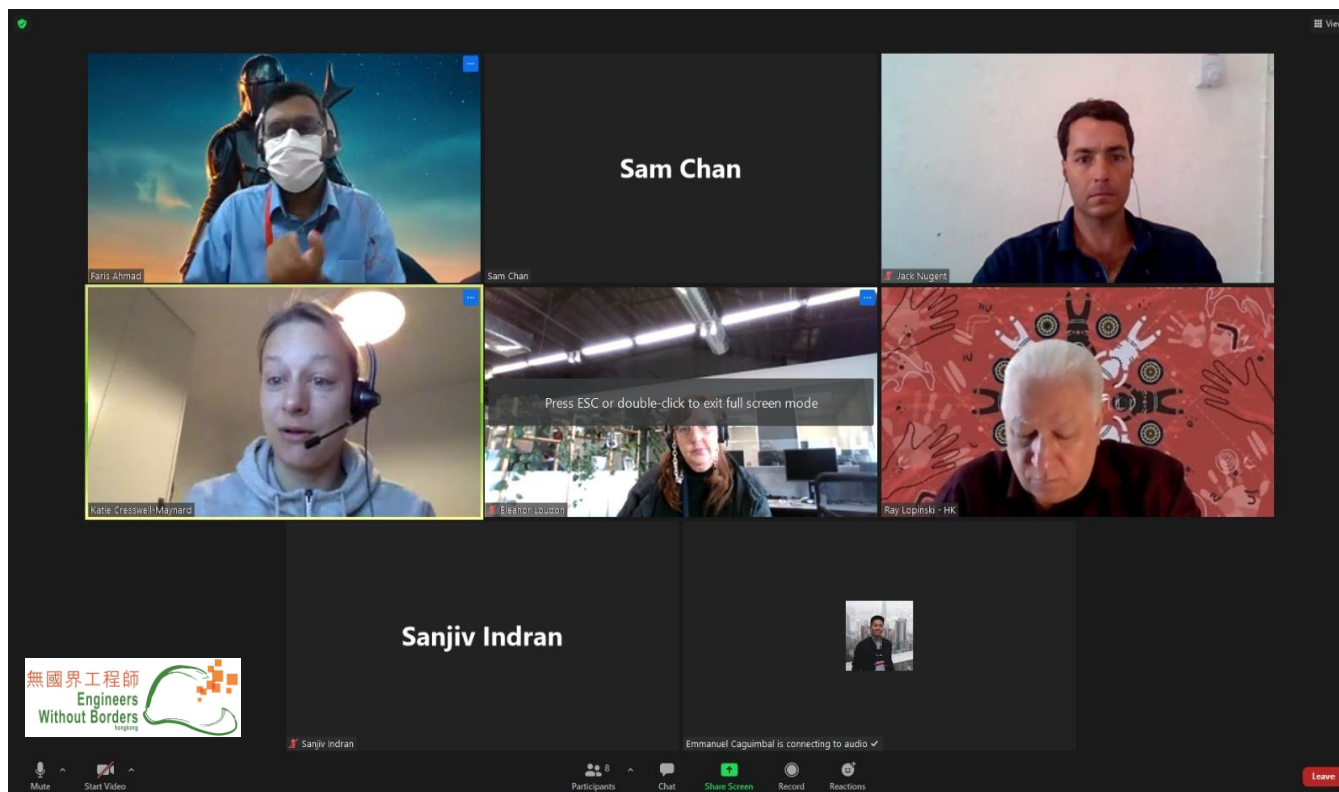 View
Sam Chan
Faris Ahmad
Sam Chan
Jack Nugent
Press ESC or double-click to exit full screen mode
Katie Cresswell-Maynard
Eleanor Loudon
Ray Lopinski - HK
Sanjiv Indran
無國界工程師
Engineers
Without Borders
hongkong
Sanjiv Indran
Emmanuel Caguimbal is connecting to audio
Mute
Start Video
Participants
8
Chat
Share Screen
Record
Reactions
Leave